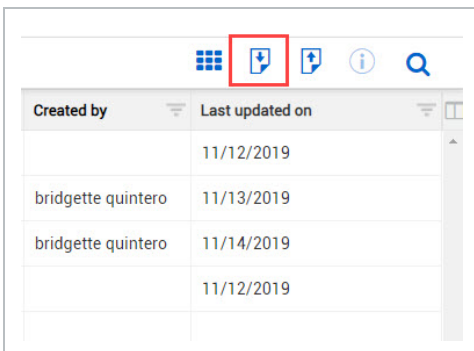 Created by Last updated on
11/12/2019
bridgette quintero 11/13/2019
bridgette quintero 11/14/2019
11/12/2019